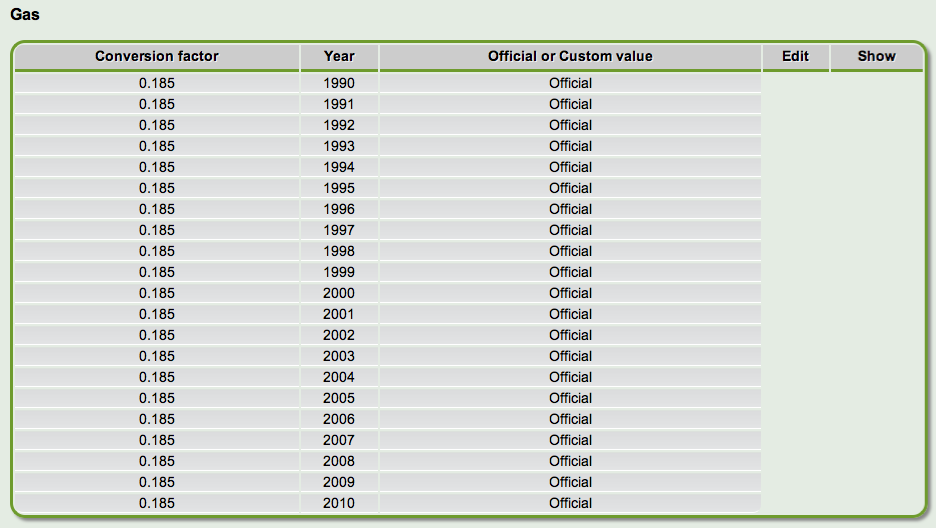 Gas
Conversion factor Year Official or Custom value Edit Show
0.185 1990 Official
0.185 1991 Official
0.185 1992 Official
0.185 1993 Official
0.185 1994 Official
0.185 1995 Official
0.185 1996 Official
0.185 1997 Official
0.185 1998 Official
0.185 1999 Official
0.185 2000 Official
0.185 2001 Official
0.185 2002 Official
0.185 2003 Official
0.185 2004 Official
0.185 2005 Official
0.185 2006 Official
0.185 2007 Official
0.185 2008 Official
0.185 2009 Official
0.185 2010 Official